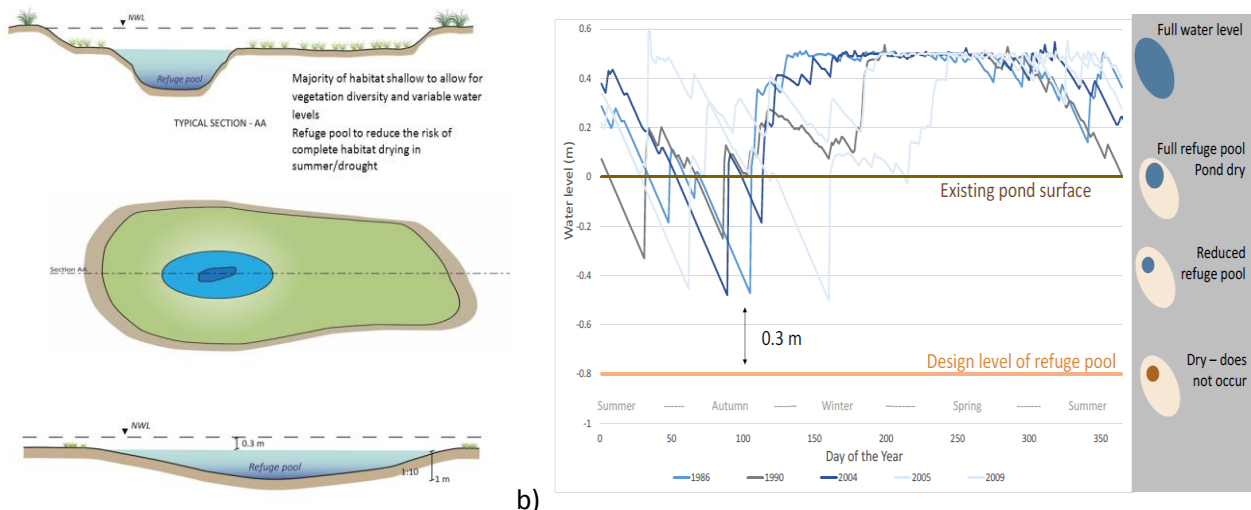 NWL
Refuge pool
Majority of habitat shallow to allow for
vegetation diversity and variable water
levels
Refuge pool to reduce the risk of
complete habitat drying in
summer/drought
TYPICAL SECTION - AA
Section AA
NWL
0.3 m
Refuge pool
1:10
1 m
b)
Water level (m)
0.6
0.4
0.2
0
-0.2
-0.4
-0.6
-0.8
-1
Existing pond surface
0.3 m
Design level of refuge pool
Summer ------ Autumn ------ Winter ------- Spring ------- Summer
0 50 100 150 200 250 300 350
Day of the Year
1986 1990 2004 2005 2009
Full water level
Full refuge pool
Pond dry
Reduced
refuge pool
Dry – does
not occur